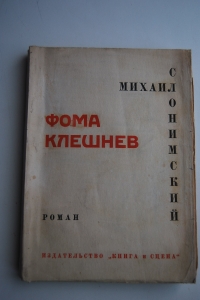 МИХАИЛ
СЛОНИМСКИЙ
ФОМА
КЛЕШНЕВ
РОМАН
ИЗДАТЕЛЬСТВО „КНИГА и СЦЕНА"